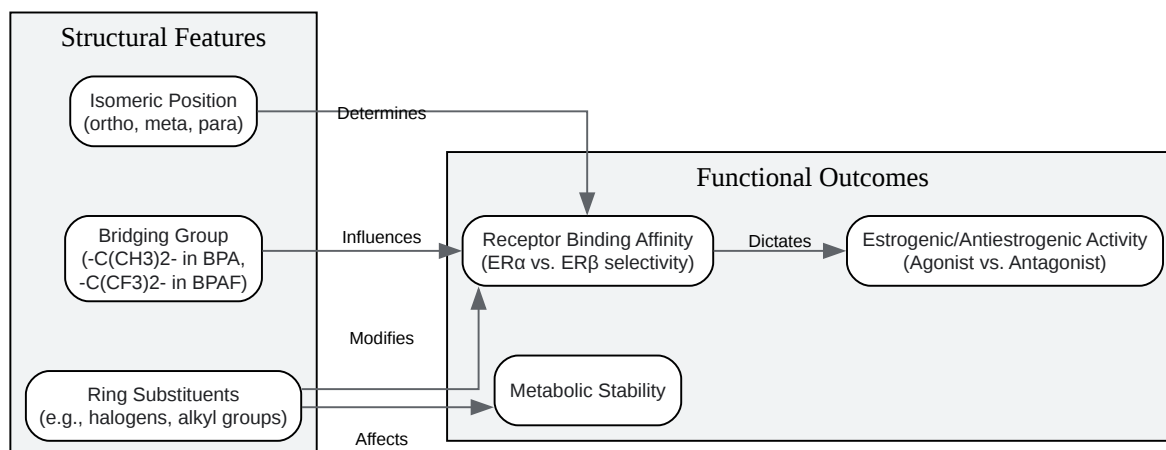 Structural Features
Isomeric Position
(ortho, meta, para)
Determines
Functional Outcomes
Bridging Group
(-C(CH3)2- in BPA,
-C(CF3)2- in BPAF)
Influences
Receptor Binding Affinity
(ERα vs. ERβ selectivity)
Dictates
Estrogenic/Antiestrogenic Activity
(Agonist vs. Antagonist)
Modifies
Ring Substituents
(e.g., halogens, alkyl groups)
Metabolic Stability
Affects